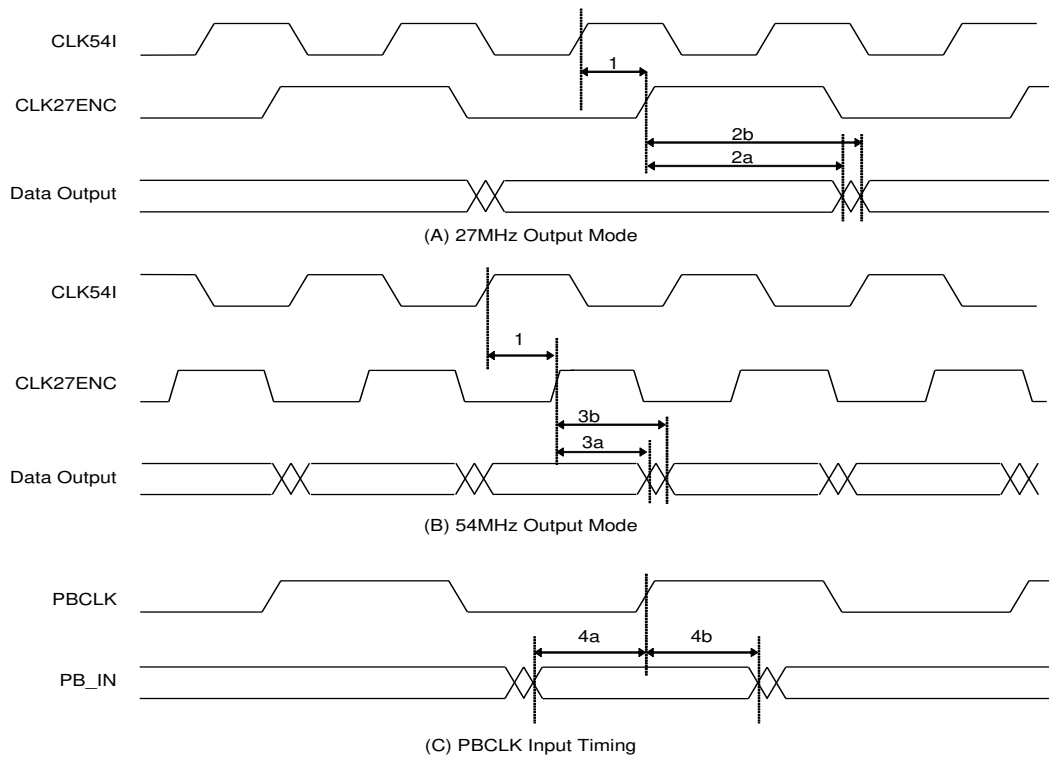 CLK54I
1
CLK27ENC
2b
2a
Data Output
(A) 27MHz Output Mode
CLK54I
1
CLK27ENC
3b
3a
Data Output
(B) 54MHz Output Mode
PBCLK
4a 4b
PB_IN
(C) PBCLK Input Timing